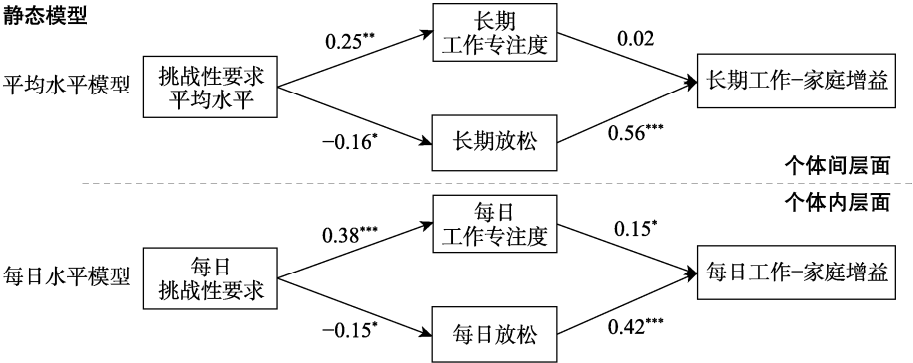 静态模型
平均水平模型
挑战性要求
平均水平
0.25**
−0.16*
长期
工作专注度
长期放松
0.02
0.56***
长期工作−家庭增益
个体间层面
个体内层面
每日水平模型
每日
挑战性要求
0.38***
−0.15*
每日
工作专注度
每日放松
0.15*
0.42***
每日工作−家庭增益